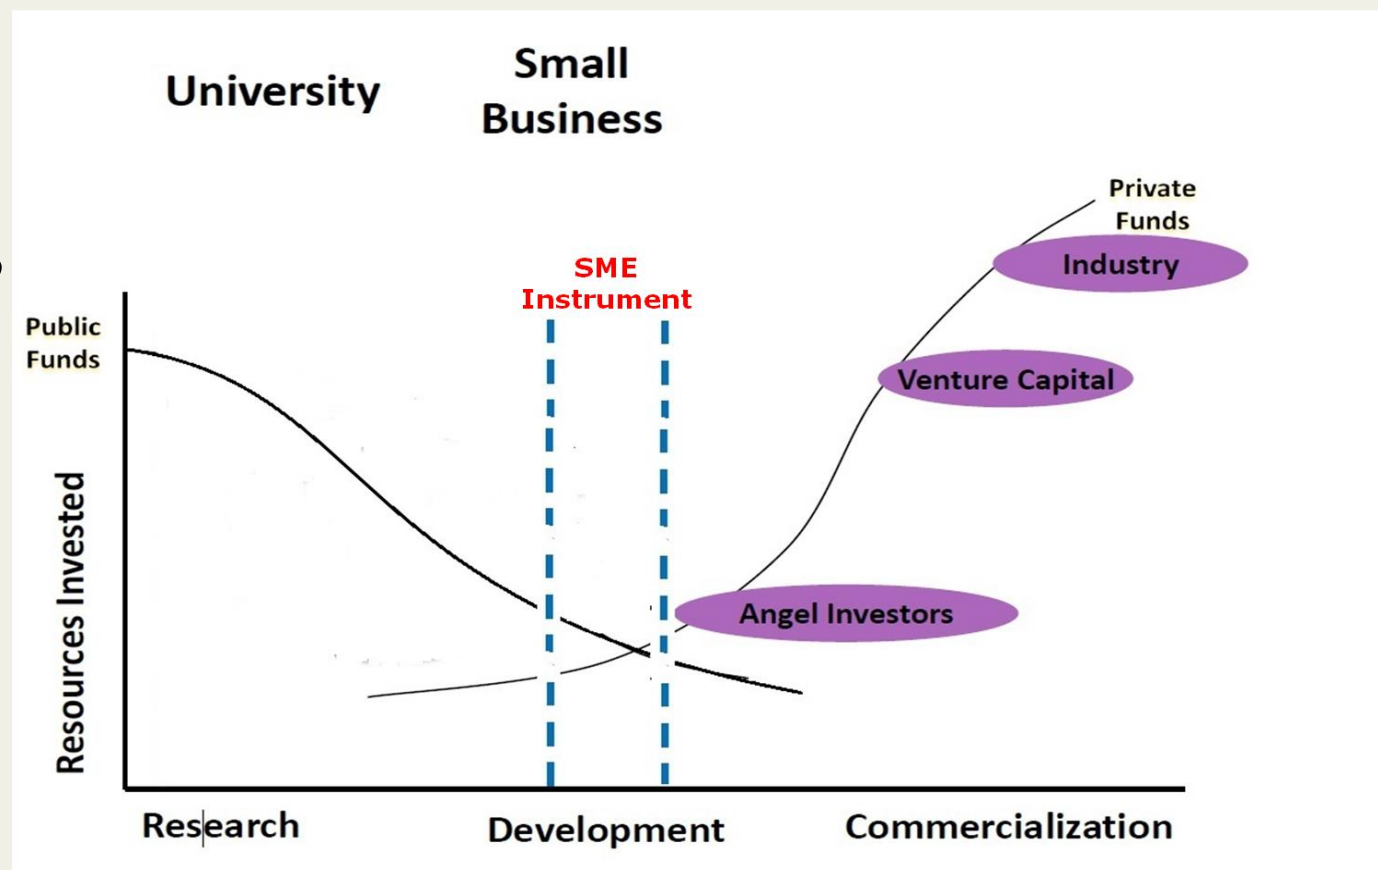 University
Small
Business
Private
Funds
Industry
SME
Instrument
Public
Funds
Venture Capital
Resources Invested
Angel Investors
Research
Development
Commercialization